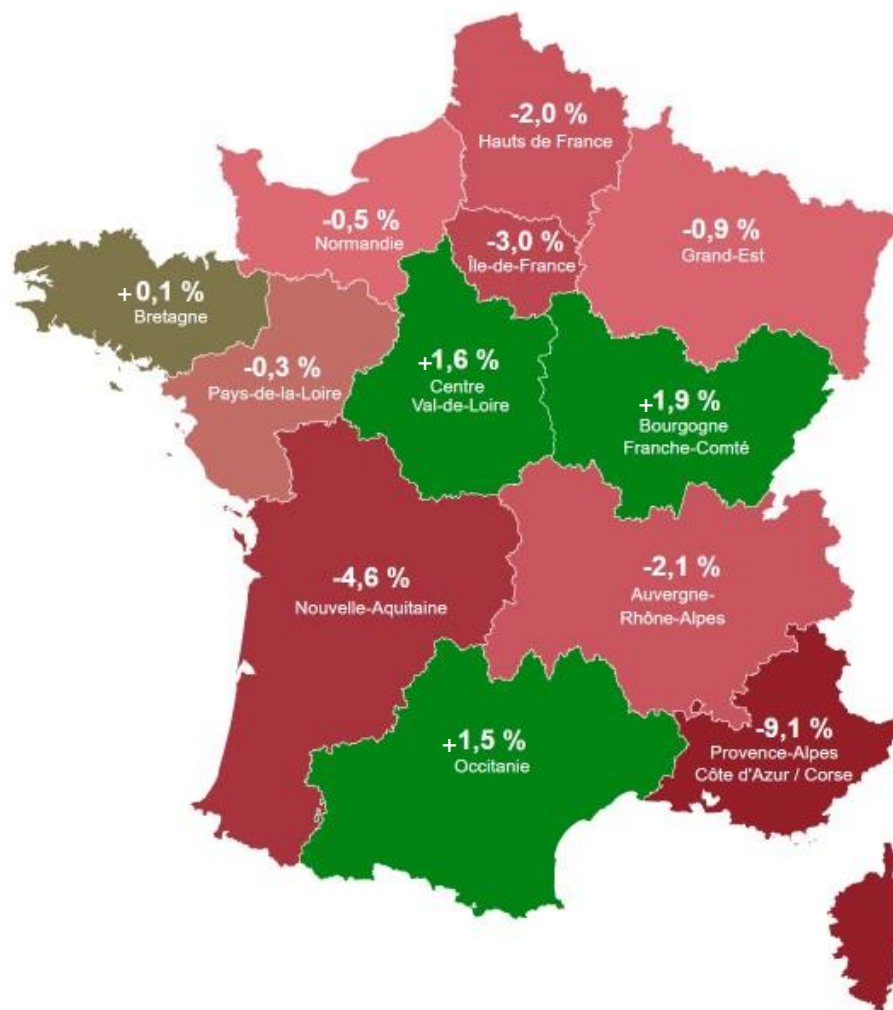 -2,0 %
Hauts de France
-0,5 %
Normandie
-3,0 %
Île-de-France
-0,9 %
Grand-Est
+0,1 %
Bretagne
-0,3 %
Pays-de-la-Loire
+1,6 %
Centre
Val-de-Loire
+1,9 %
Bourgogne
Franche-Comté
-4,6 %
Nouvelle-Aquitaine
-2,1 %
Auvergne-
Rhône-Alpes
+1,5 %
Occitanie
-9,1 %
Provence-Alpes
Côte d'Azur / Corse